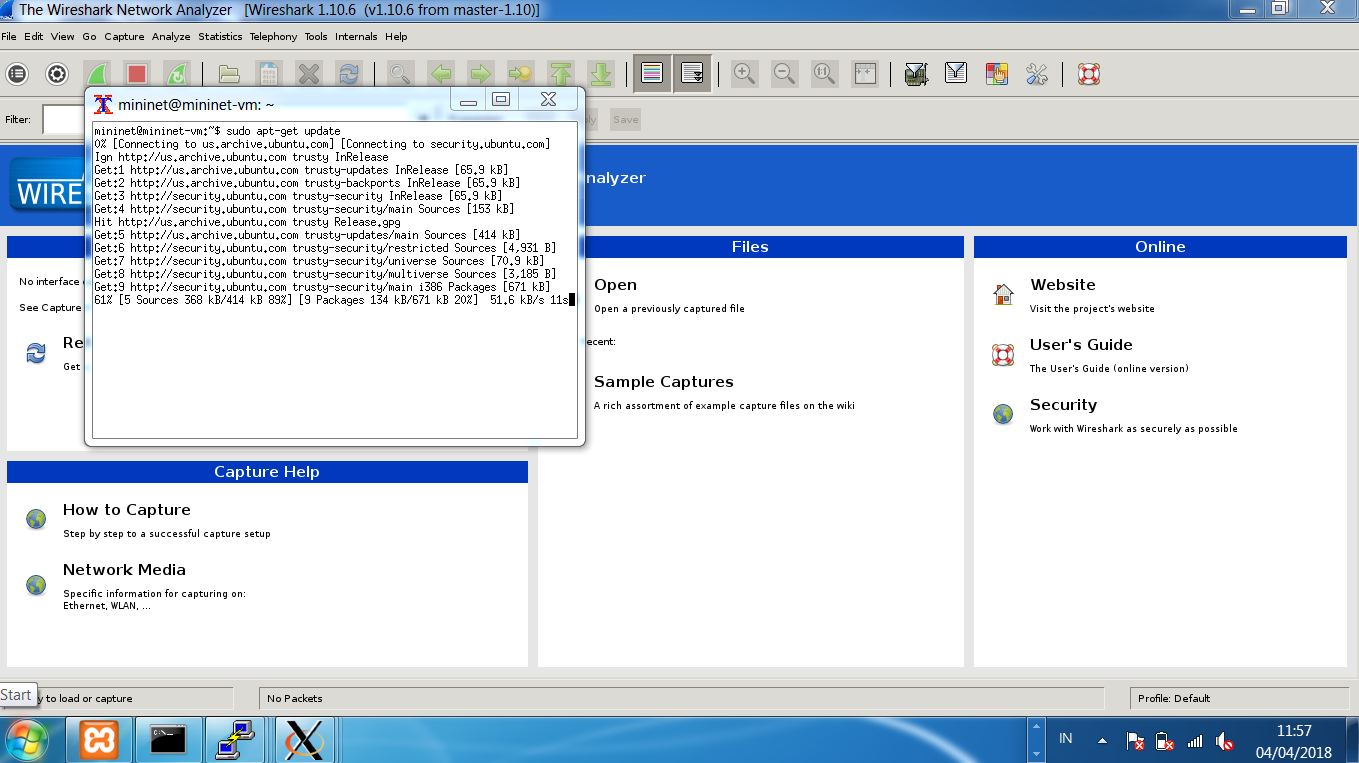 The Wireshark Network Analyzer [Wireshark 1.10.6 (v1.10.6 from master-1.10)]
File Edit View Go Capture Analyze Statistics Telephony Tools Internals Help
Filter:
Save
mininet@mininet-vm: ~
mininet@mininet-vm:~$ sudo apt-get update
0% [Connecting to us.archive.ubuntu.com] [Connecting to security.ubuntu.com]
Ign http://us.archive.ubuntu.com trusty InRelease
Get:1 http://us.archive.ubuntu.com trusty-updates InRelease [65.9 kB]
Get:2 http://us.archive.ubuntu.com trusty-backports InRelease [65.9 kB]
Get:3 http://security.ubuntu.com trusty-security InRelease [65.9 kB]
Get:4 http://security.ubuntu.com trusty-security/main Sources [153 kB]
Hit http://us.archive.ubuntu.com trusty Release.gpg
Get:5 http://us.archive.ubuntu.com trusty-updates/main Sources [414 kB]
Get:6 http://security.ubuntu.com trusty-security/restricted Sources [4,931 B]
Get:7 http://security.ubuntu.com trusty-security/universe Sources [70.9 kB]
Get:8 http://security.ubuntu.com trusty-security/multiverse Sources [3,185 B]
Get:9 http://security.ubuntu.com trusty-security/main i386 Packages [671 kB]
61% [5 Sources 368 kB/414 kB 89%] [9 Packages 134 kB/671 kB 20%] 51.6 kB/s 11s
WIRE
nalyzer
No interface
See Capture
Re
Get
Capture Help
How to Capture
Step by step to a successful capture setup
Network Media
Specific information for capturing on:
Ethernet, WLAN, ...
Files
Open
Open a previously captured file
ecent:
Sample Captures
A rich assortment of example capture files on the wiki
Online
Website
Visit the project's website
User's Guide
The User's Guide (online version)
Security
Work with Wireshark as securely as possible
Start
y to load or capture
No Packets
Profile: Default
IN
11:57
04/04/2018